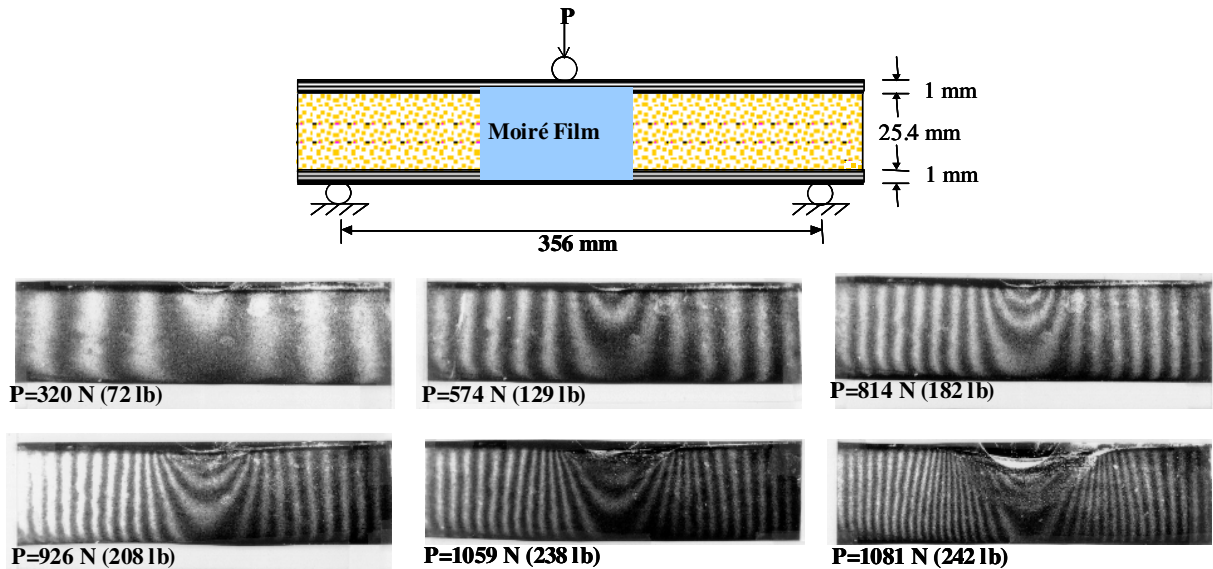 P
1 mm
Moiré Film
25.4 mm
1 mm
356 mm
P=320 N (72 lb)
P=574 N (129 lb)
P=814 N (182 lb)
P=926 N (208 lb)
P=1059 N (238 lb)
P=1081 N (242 lb)